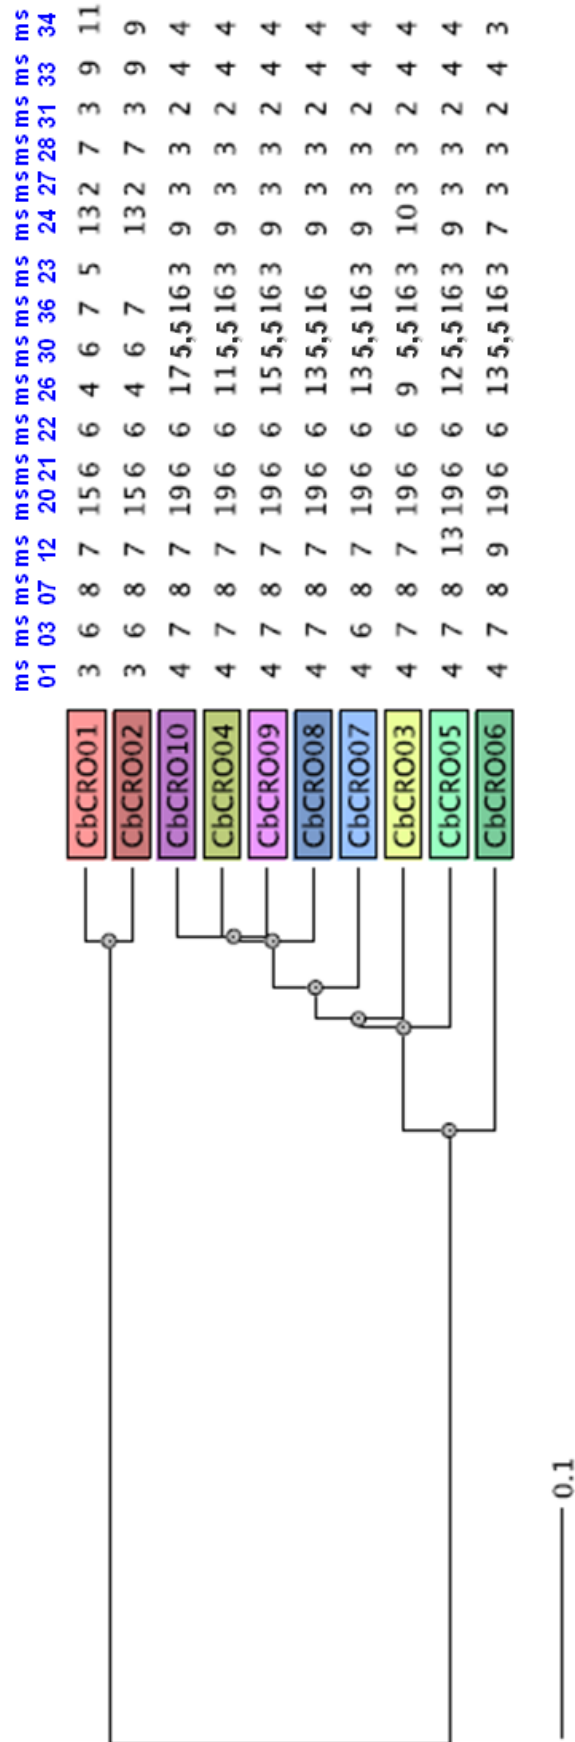 ms ms ms ms ms ms ms ms ms ms ms ms ms ms ms ms ms
01 03 07 12 20 21 22 26 30 36 23 24 27 28 31 33 34
CbCRO01 3 6 8 7 15 6 6 4 6 7 5 13 2 7 3 9 11
CbCRO02 3 6 8 7 15 6 6 4 6 7 13 2 7 3 9 9
CbCRO10 4 7 8 7 19 6 6 17 5,5 16 3 9 3 3 2 4 4
CbCRO04 4 7 8 7 19 6 6 11 5,5 16 3 9 3 3 2 4 4
CbCRO09 4 7 8 7 19 6 6 15 5,5 16 3 9 3 3 2 4 4
CbCRO08 4 7 8 7 19 6 6 13 5,5 16 9 3 3 2 4 4
CbCRO07 4 6 8 7 19 6 6 13 5,5 16 3 9 3 3 2 4 4
CbCRO03 4 7 8 7 19 6 6 9 5,5 16 3 10 3 3 2 4 4
CbCRO05 4 7 8 13 19 6 6 12 5,5 16 3 9 3 3 2 4 4
CbCRO06 4 7 8 9 19 6 6 13 5,5 16 3 7 3 3 2 4 3
0.1